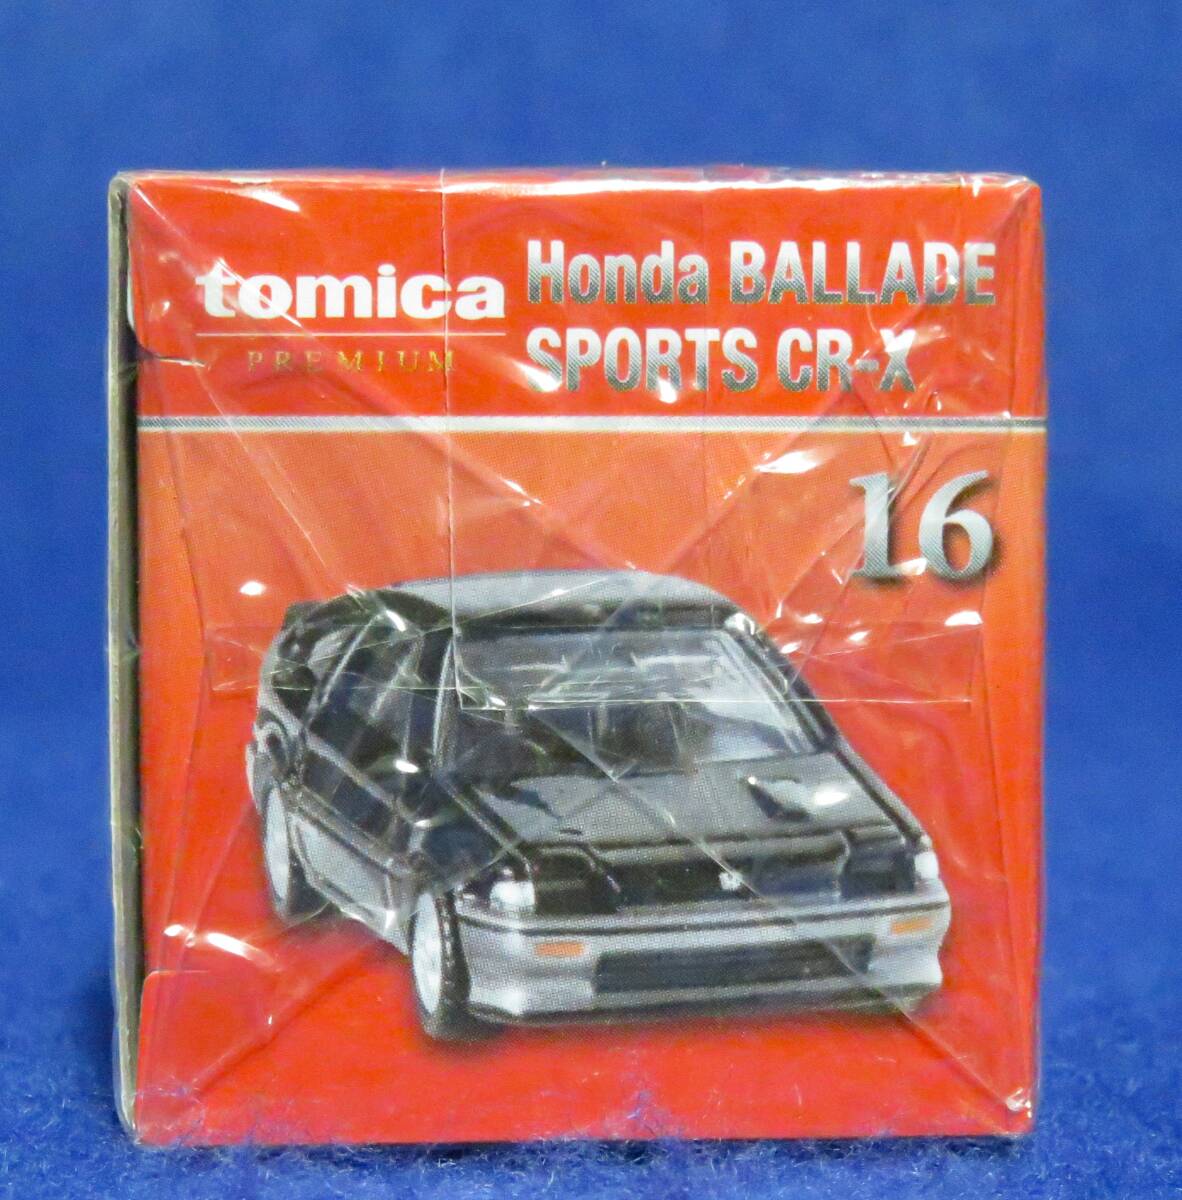 tomica
PREMIUM
Honda BALLADE
SPORTS CR-X
16